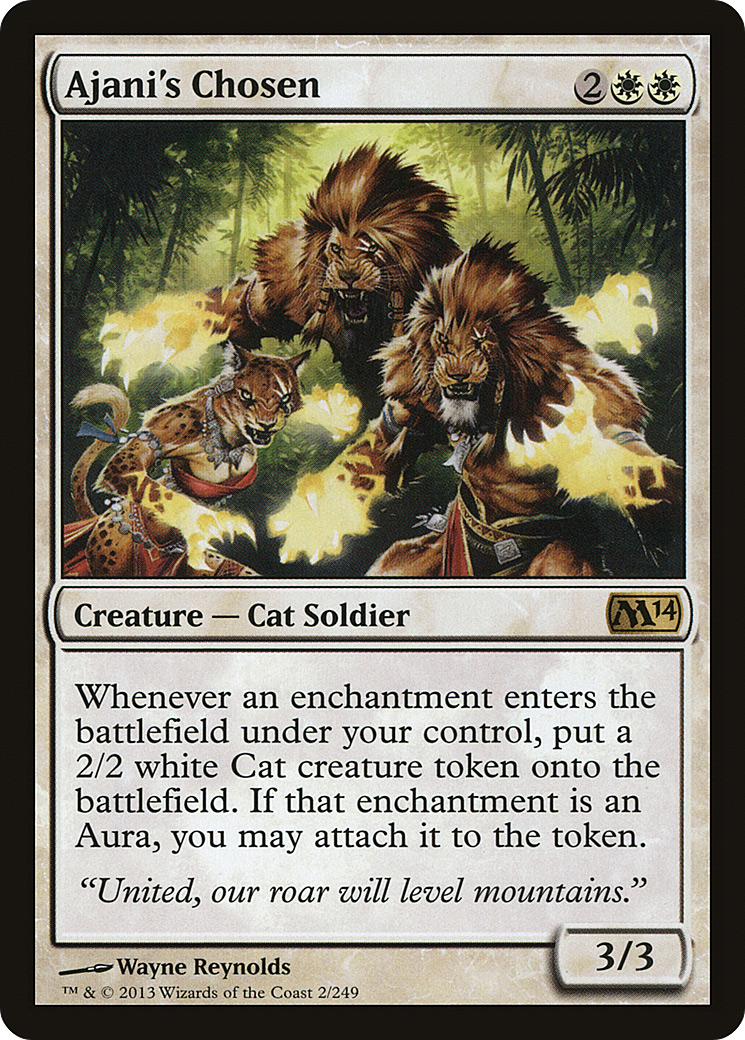 Ajani's Chosen 2
Creature — Cat Soldier M14
Whenever an enchantment enters the
battlefield under your control, put a
2/2 white Cat creature token onto the
battlefield. If that enchantment is an
Aura, you may attach it to the token.
“United, our roar will level mountains.”
3/3
Wayne Reynolds
™ & © 2013 Wizards of the Coast 2/249